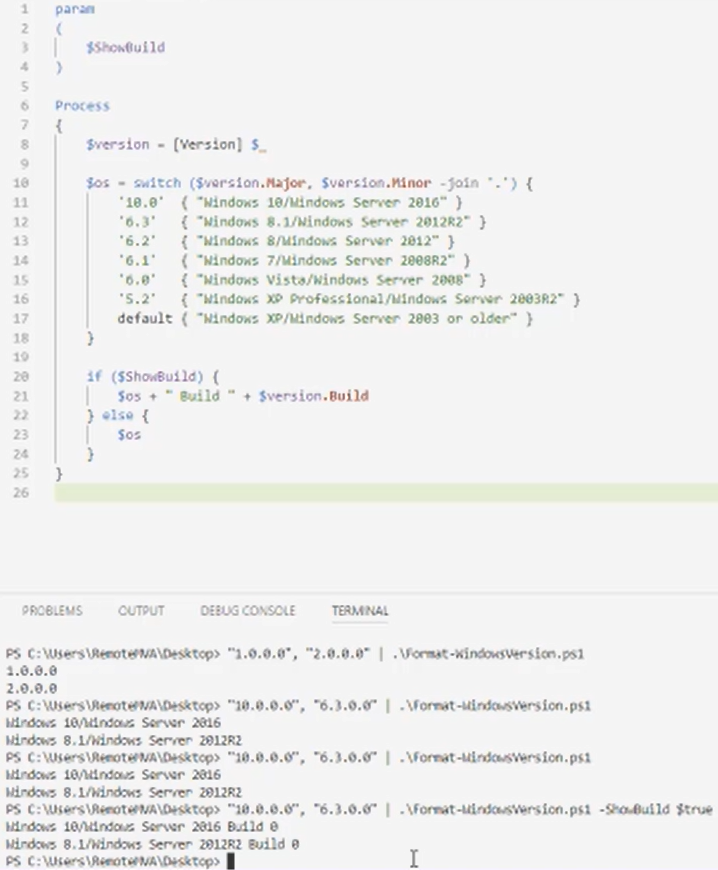 1 param
2 (
3 $ShowBuild
4 )
5
6 Process
7 {
8 $version = [Version] $_
9
10 $os = switch ($version.Major, $version.Minor -join '.') {
11 '10.0' { "Windows 10/Windows Server 2016" }
12 '6.3' { "Windows 8.1/Windows Server 2012R2" }
13 '6.2' { "Windows 8/Windows Server 2012" }
14 '6.1' { "Windows 7/Windows Server 2008R2" }
15 '6.0' { "Windows Vista/Windows Server 2008" }
16 '5.2' { "Windows XP Professional/Windows Server 2003R2" }
17 default { "Windows XP/Windows Server 2003 or older" }
18 }
19
20 if ($ShowBuild) {
21 $os + " Build " + $version.Build
22 } else {
23 $os
24 }
25 }
26
PROBLEMS OUTPUT DEBUG CONSOLE TERMINAL
PS C:\Users\RemoteMVA\Desktop> "1.0.0.0", "2.0.0.0" | .\Format-WindowsVersion.ps1
1.0.0.0
2.0.0.0
PS C:\Users\RemoteMVA\Desktop> "10.0.0.0", "6.3.0.0" | .\Format-WindowsVersion.ps1
Windows 10/Windows Server 2016
Windows 8.1/Windows Server 2012R2
PS C:\Users\RemoteMVA\Desktop> "10.0.0.0", "6.3.0.0" | .\Format-WindowsVersion.ps1
Windows 10/Windows Server 2016
Windows 8.1/Windows Server 2012R2
PS C:\Users\RemoteMVA\Desktop> "10.0.0.0", "6.3.0.0" | .\Format-WindowsVersion.ps1 -ShowBuild $true
Windows 10/Windows Server 2016 Build 0
Windows 8.1/Windows Server 2012R2 Build 0
PS C:\Users\RemoteMVA\Desktop>